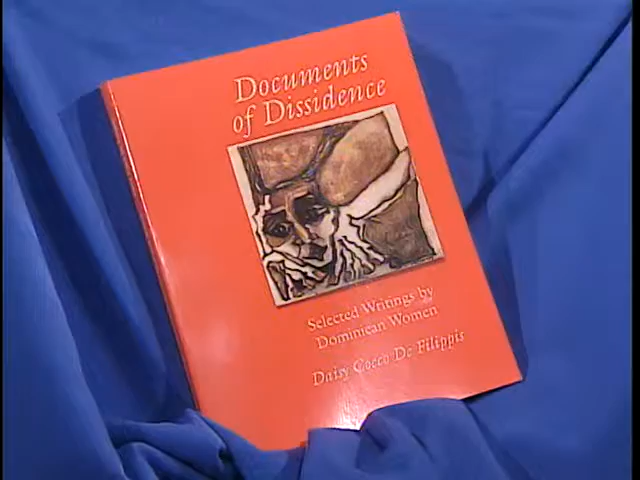 Documents
of Dissidence
Selected Writings by
Dominican Women
Daisy Cocco De Filippis